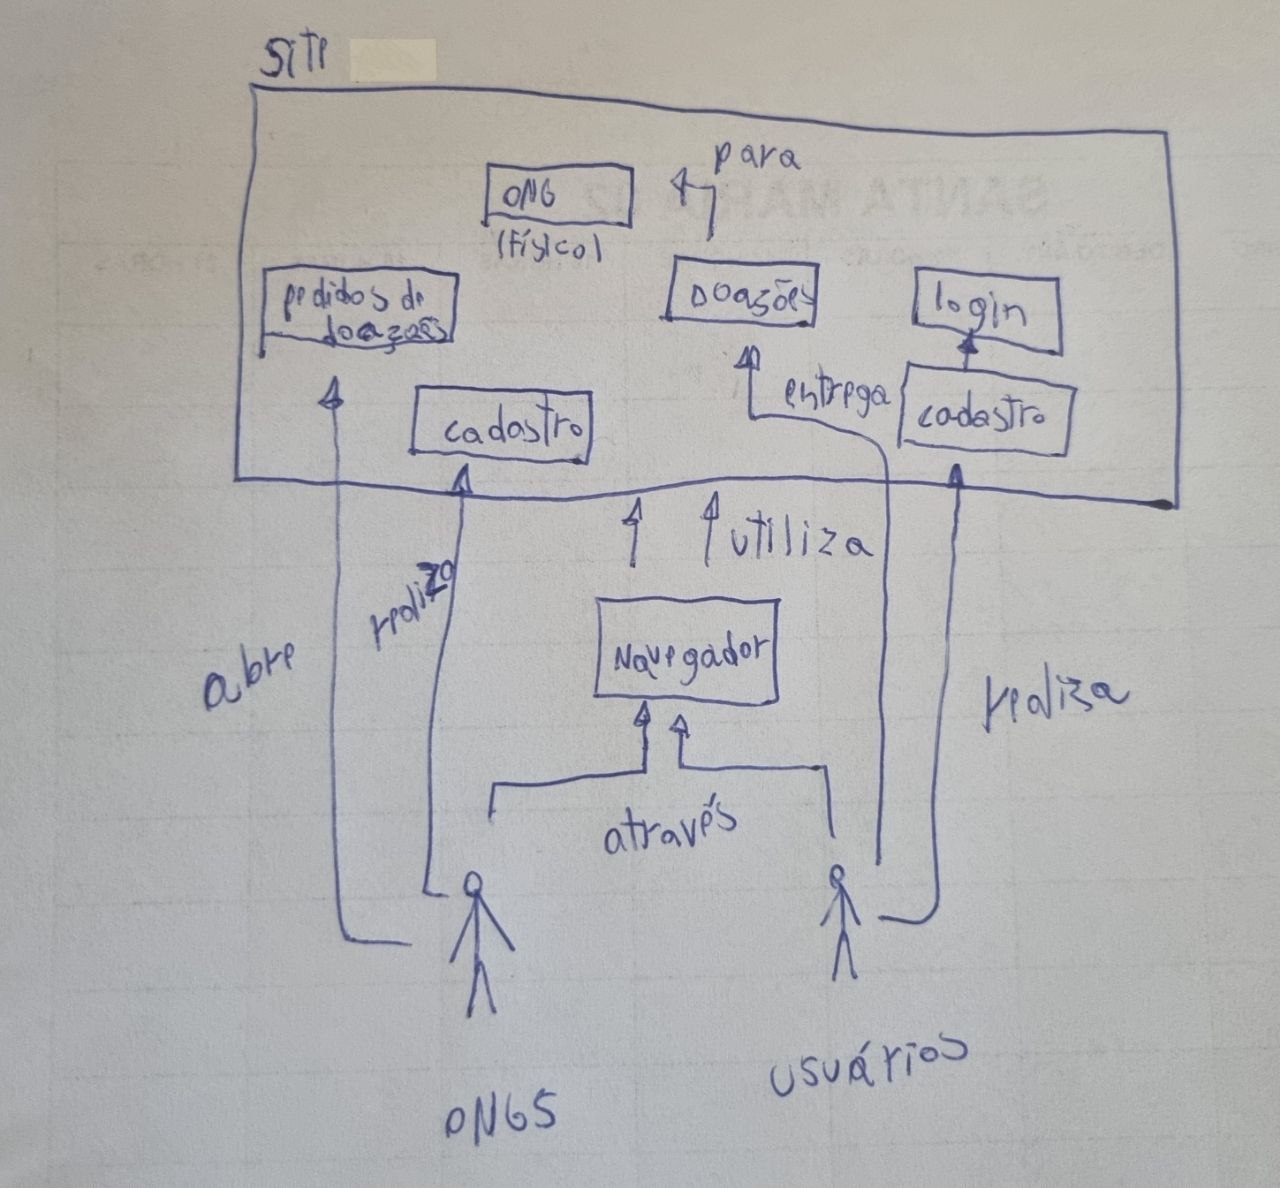 SITE
para
ONG
(físico)
pedidos de
doações
Doações
login
entrega
cadastro
cadastro
utiliza
realiza
Navegador
abre
realiza
através
usuários
ONGS